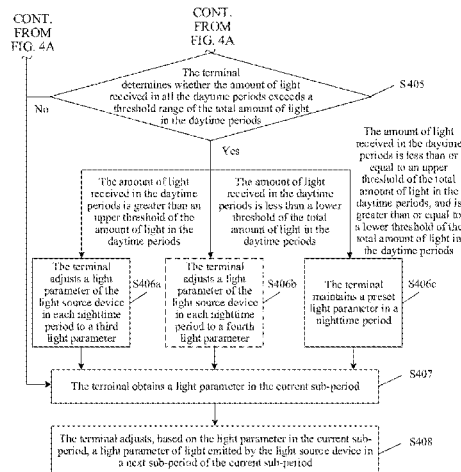 CONT.
FROM
FIG. 4A
CONT.
FROM
FIG. 4A
The terminal
determines whether the amount of light
received in all the daytime periods exceeds a
threshold range of the total amount of light
in the daytime periods
S405
No
Yes
The amount of light
received in the daytime
periods is greater than an
upper threshold of the
amount of light in the
daytime periods
The amount of light
received in the daytime
periods is less than a lower
threshold of the total
amount of light in the
daytime periods
The amount of light
received in the daytime
periods is less than or
equal to an upper
threshold of the total
amount of light in the
daytime periods, and is
greater than or equal to
a lower threshold of the
total amount of light in
the daytime periods
The terminal
adjusts a light
parameter of the
light source device
in each nighttime
period to a third
light parameter
S406a
The terminal
adjusts a light
parameter of the
light source device
in each nighttime
period to a fourth
light parameter
S406b
The terminal
maintains a preset
light parameter in a
nighttime period
S406c
The terminal obtains a light parameter in the current sub-period
S407
The terminal adjusts, based on the light parameter in the current sub-
period, a light parameter of light emitted by the light source device in
a next sub-period of the current sub-period
S408